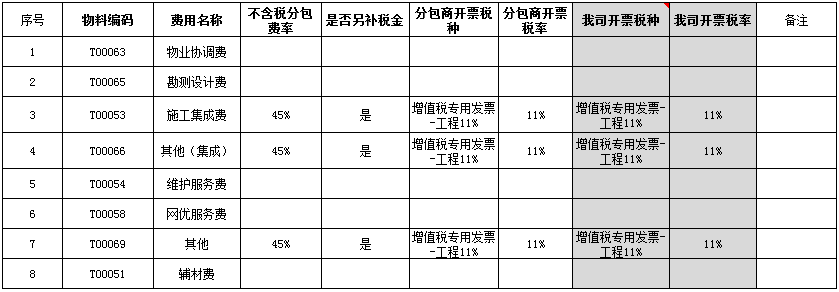 序号 物料编码 费用名称 不含税分包费率 是否另补税金 分包商开票税种 分包商开票税率 我司开票税种 我司开票税率 备注
1 T00063 物业协调费
2 T00065 勘测设计费
3 T00053 施工集成费 45% 是 增值税专用发票-工程11% 11% 增值税专用发票-工程11% 11%
4 T00066 其他（集成） 45% 是 增值税专用发票-工程11% 11% 增值税专用发票-工程11% 11%
5 T00054 维护服务费
6 T00058 网优服务费
7 T00069 其他 45% 是 增值税专用发票-工程11% 11% 增值税专用发票-工程11% 11%
8 T00051 辅材费